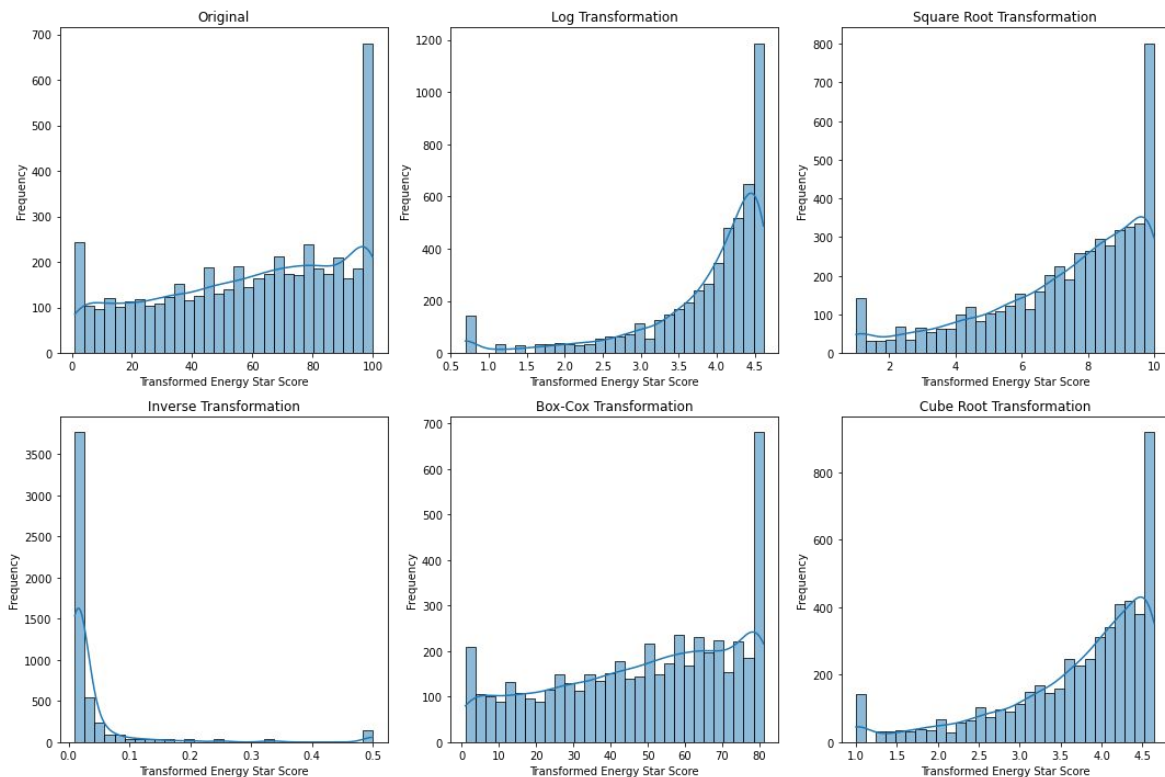 Original
700
600
500
400
300
200
100
0
Frequency
0 20 40 60 80 100
Transformed Energy Star Score
Log Transformation
1200
1000
800
600
400
200
0
Frequency
0.5 1.0 1.5 2.0 2.5 3.0 3.5 4.0 4.5
Transformed Energy Star Score
Square Root Transformation
800
700
600
500
400
300
200
100
0
Frequency
2 4 6 8 10
Transformed Energy Star Score
Inverse Transformation
3500
3000
2500
2000
1500
1000
500
0
Frequency
0.0 0.1 0.2 0.3 0.4 0.5
Transformed Energy Star Score
Box-Cox Transformation
700
600
500
400
300
200
100
0
Frequency
0 10 20 30 40 50 60 70 80
Transformed Energy Star Score
Cube Root Transformation
800
600
400
200
0
Frequency
1.0 1.5 2.0 2.5 3.0 3.5 4.0 4.5
Transformed Energy Star Score